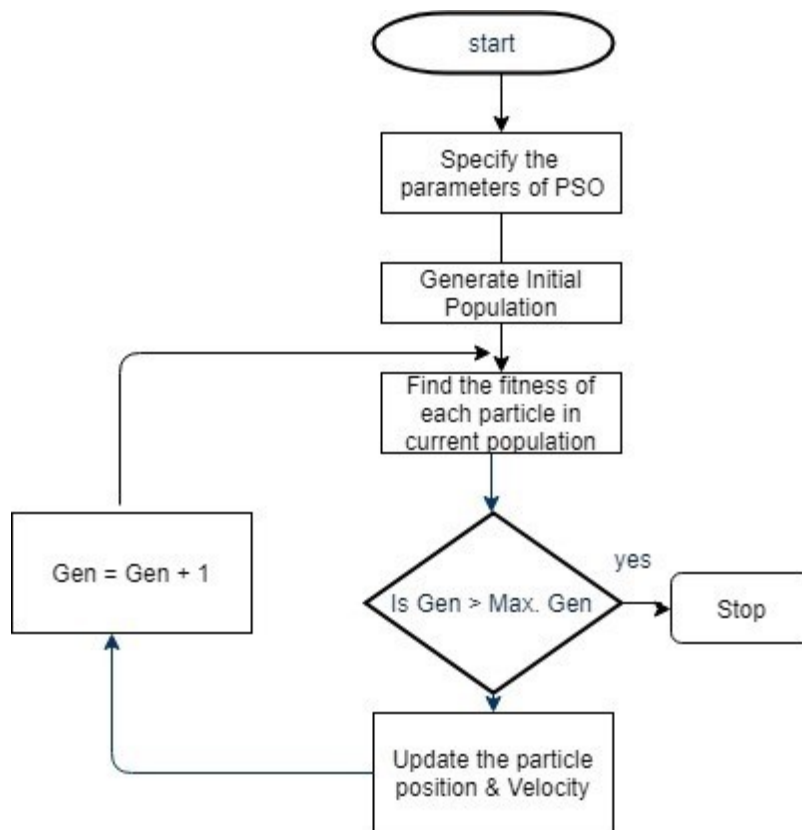 start
Specify the
parameters of PSO
Generate Initial
Population
Find the fitness of
each particle in
current population
Gen = Gen + 1
Is Gen > Max. Gen
yes
Stop
Update the particle
position & Velocity